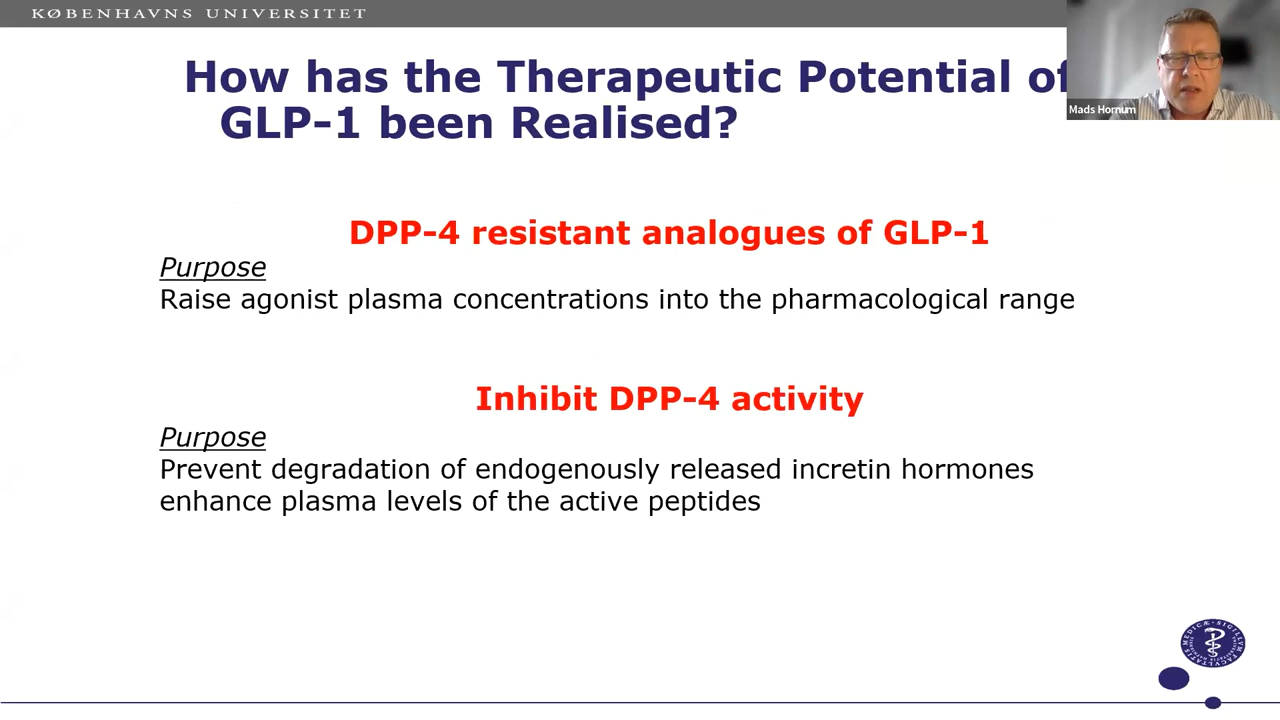 KØBENHAVNS UNIVERSITET
Mads Hornum
How has the Therapeutic Potential of
GLP-1 been Realised?
DPP-4 resistant analogues of GLP-1
Purpose
Raise agonist plasma concentrations into the pharmacological range
Inhibit DPP-4 activity
Purpose
Prevent degradation of endogenously released incretin hormones
enhance plasma levels of the active peptides